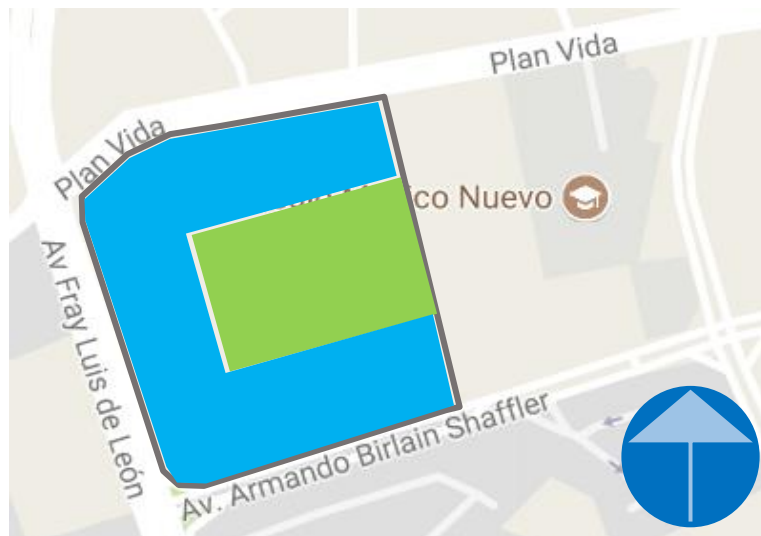 Plan Vida
Plan Vida
ico Nuevo
Av Fray Luis de León
Av. Armando Birlain Shaffler